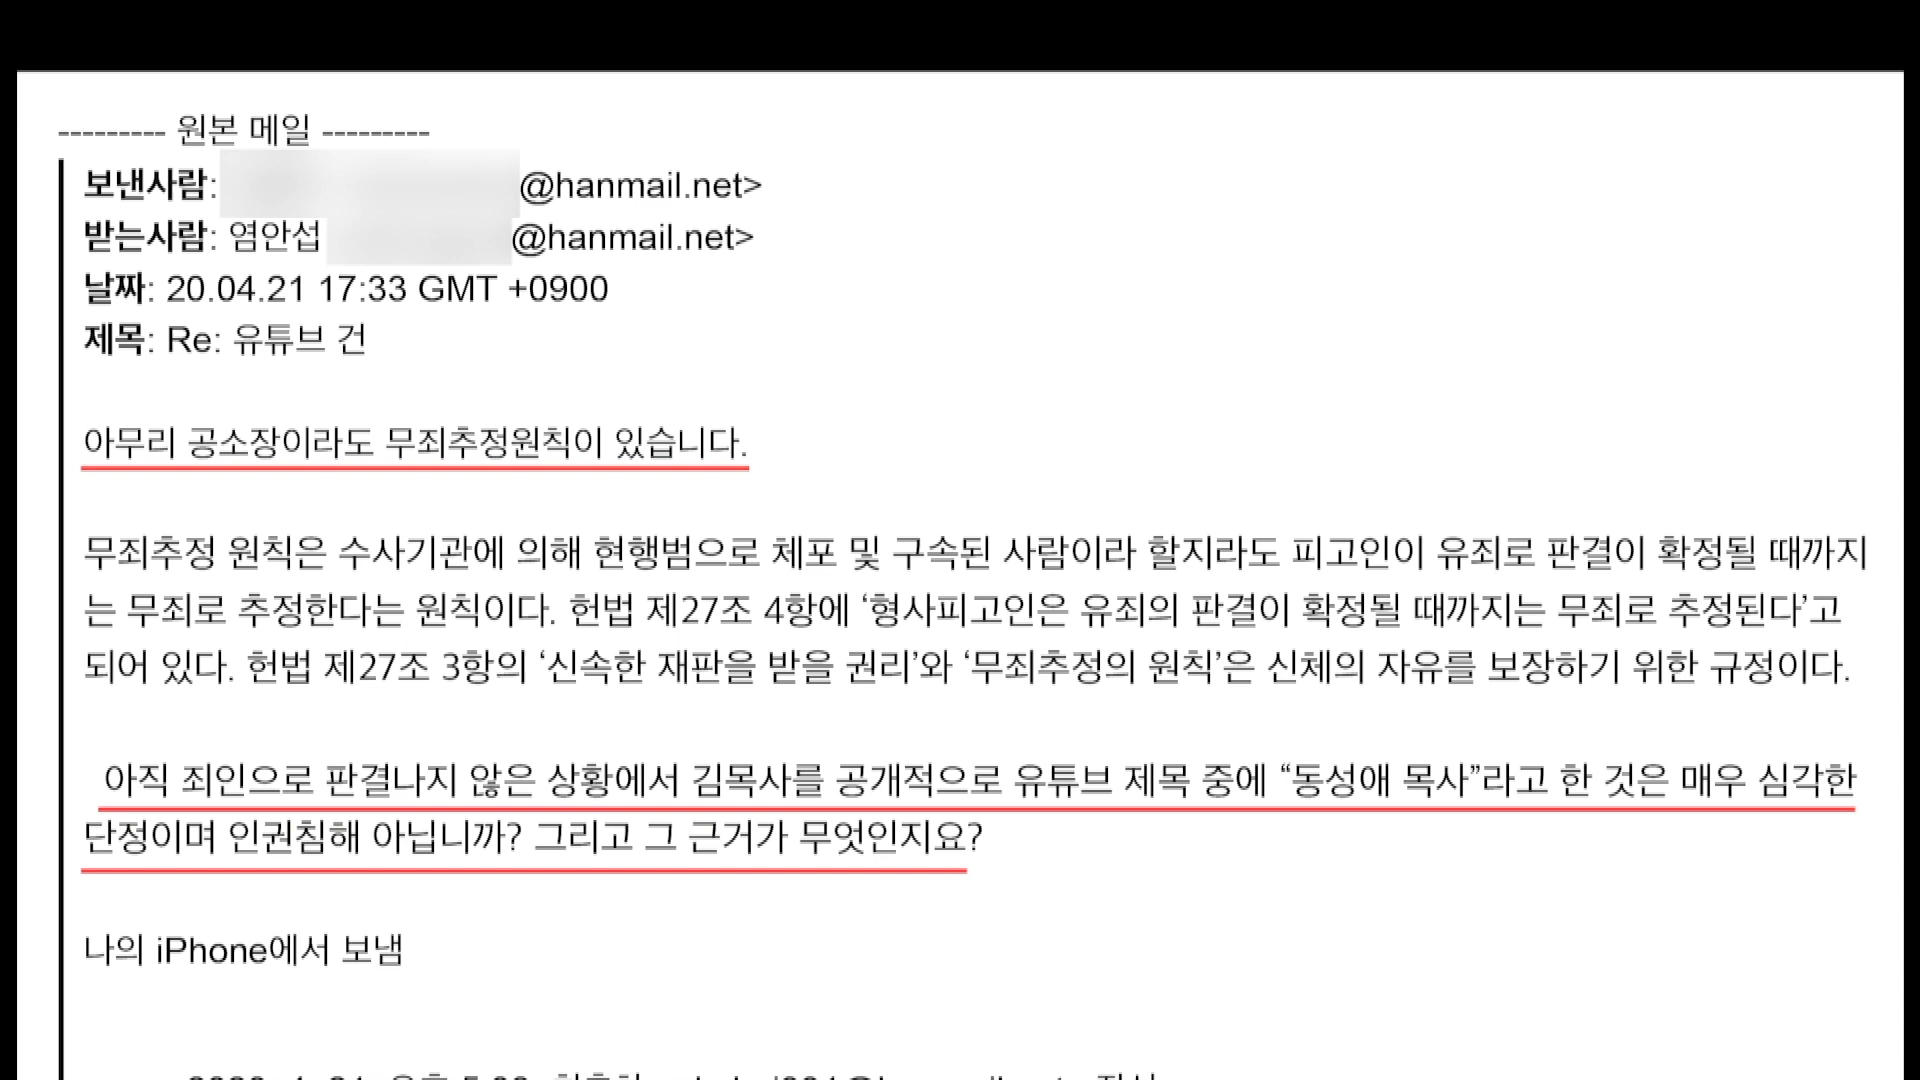 --------- 원본 메일 ---------
보낸사람: @hanmail.net>
받는사람: 염안섭 @hanmail.net>
날짜: 20.04.21 17:33 GMT +0900
제목: Re: 유튜브 건
아무리 공소장이라도 무죄추정원칙이 있습니다.
무죄추정 원칙은 수사기관에 의해 현행범으로 체포 및 구속된 사람이라 할지라도 피고인이 유죄로 판결이 확정될 때까지
는 무죄로 추정한다는 원칙이다. 헌법 제27조 4항에 ‘형사피고인은 유죄의 판결이 확정될 때까지는 무죄로 추정된다’고
되어 있다. 헌법 제27조 3항의 ‘신속한 재판을 받을 권리’와 ‘무죄추정의 원칙’은 신체의 자유를 보장하기 위한 규정이다.
아직 죄인으로 판결나지 않은 상황에서 김목사를 공개적으로 유튜브 제목 중에 “동성애 목사”라고 한 것은 매우 심각한
단정이며 인권침해 아닙니까? 그리고 그 근거가 무엇인지요?
나의 iPhone에서 보냄